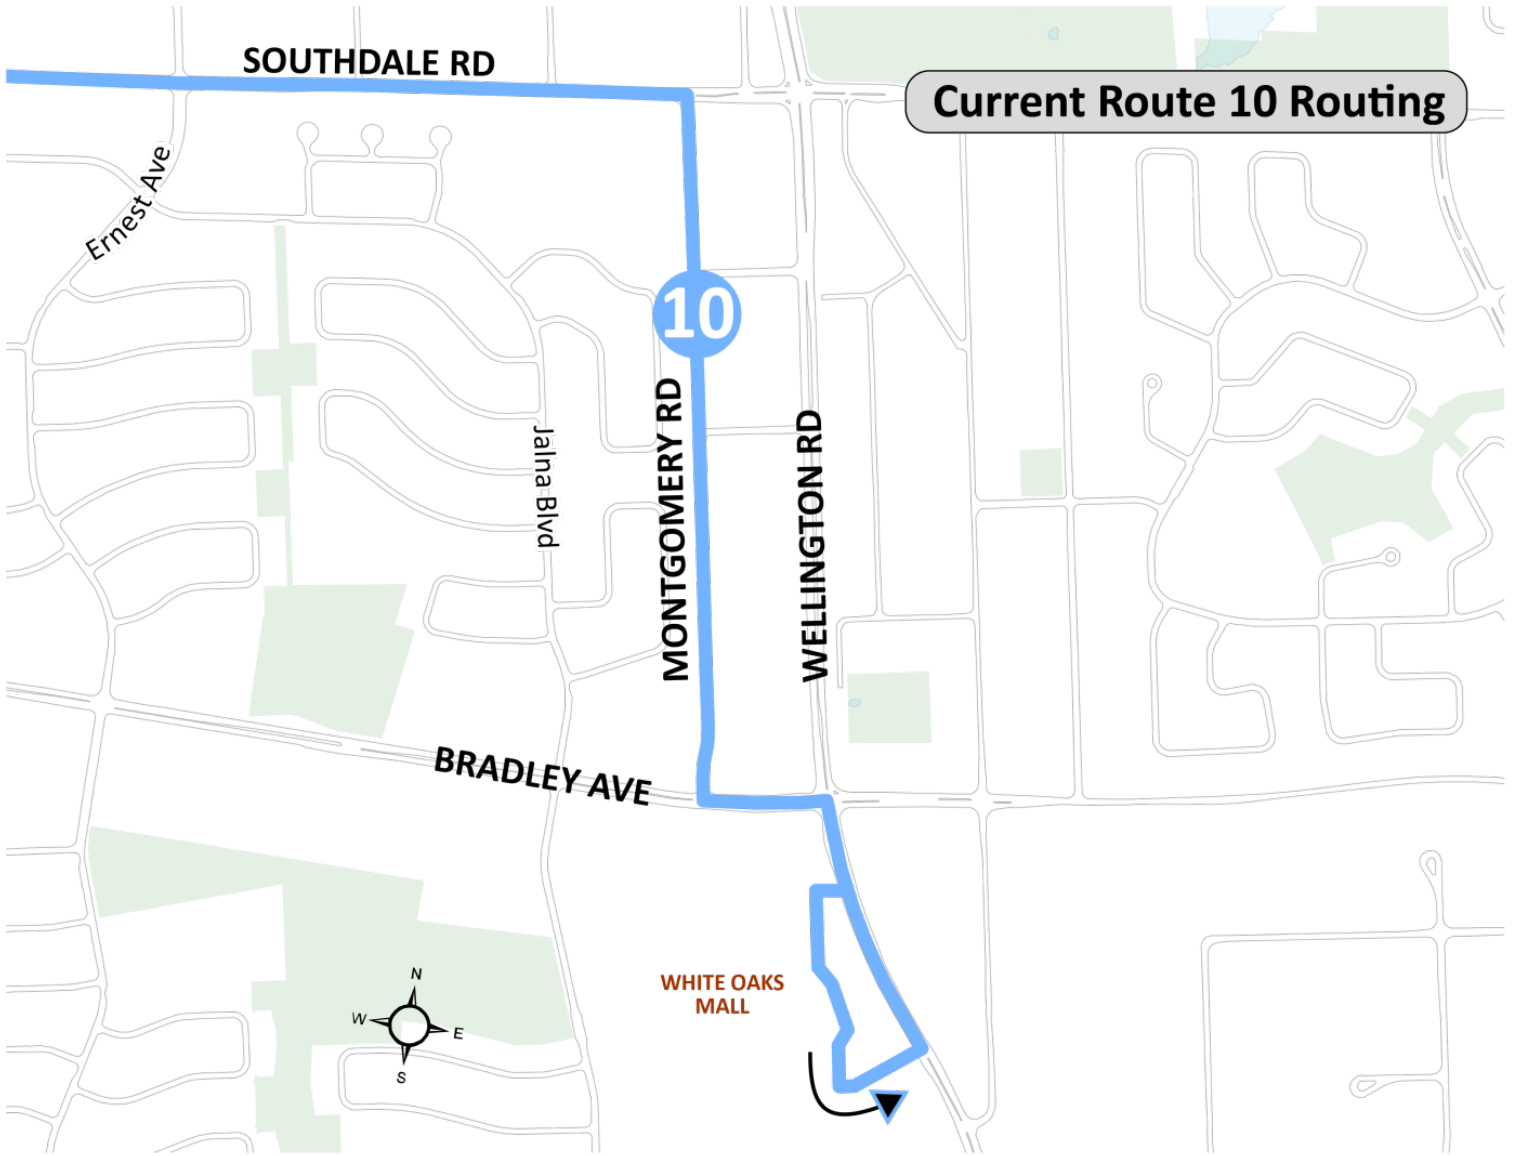 SOUTHDALE RD
Current Route 10 Routing
Ernest Ave
10
MONTGOMERY RD
WELLINGTON RD
Jalna Blvd
BRADLEY AVE
WHITE OAKS
MALL
N
W
E
S